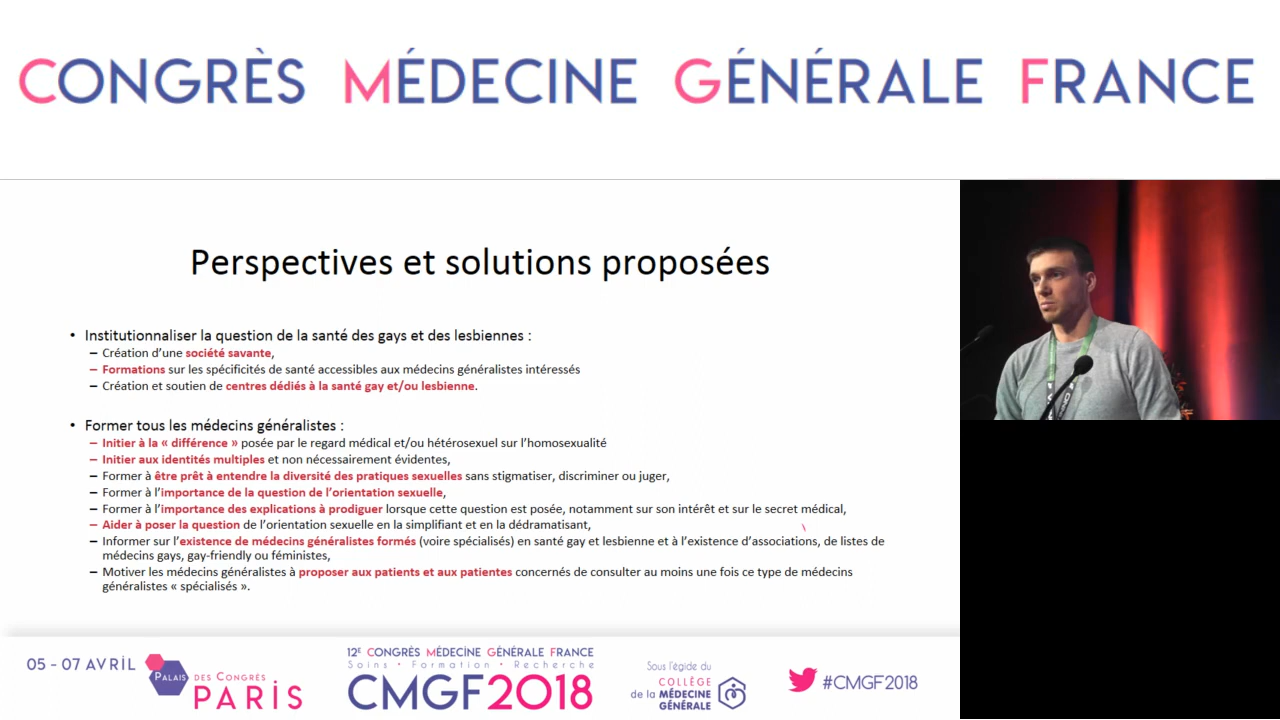 CONGRÈS MÉDECINE GÉNÉRALE FRANCE
Perspectives et solutions proposées
• Institutionnaliser la question de la santé des gays et des lesbiennes :
– Création d'une société savante,
– Formations sur les spécificités de santé accessibles aux médecins généralistes intéressés
– Création et soutien de centres dédiés à la santé gay et/ou lesbienne.
• Former tous les médecins généralistes :
– Initier à la « différence » posée par le regard médical et/ou hétérosexuel sur l'homosexualité
– Initier aux identités multiples et non nécessairement évidentes,
– Former à être prêt à entendre la diversité des pratiques sexuelles sans stigmatiser, discriminer ou juger,
– Former à l'importance de la question de l'orientation sexuelle,
– Former à l'importance des explications à prodiguer lorsque cette question est posée, notamment sur son intérêt et sur le secret médical,
– Aider à poser la question de l'orientation sexuelle en la simplifiant et en la dédramatisant,
– Informer sur l'existence de médecins généralistes formés (voire spécialisés) en santé gay et lesbienne et à l'existence d'associations, de listes de
médecins gays, gay-friendly ou féministes,
– Motiver les médecins généralistes à proposer aux patients et aux patientes concernés de consulter au moins une fois ce type de médecins
généralistes « spécialisés ».
05 - 07 AVRIL
PALAIS DES CONGRÈS
PARIS
12E CONGRÈS MÉDECINE GÉNÉRALE FRANCE
Soins • Formation • Recherche
CMGF2018
Sous l'égide du
COLLÈGE
de la MÉDECINE
GÉNÉRALE
#CMGF2018